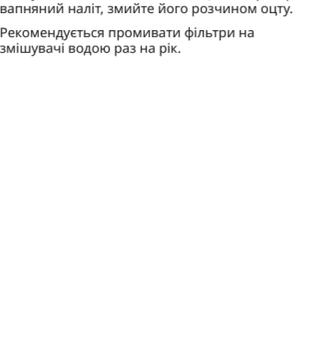 вапняний наліт, змийте його розчином оцту.
Рекомендується промивати фільтри на
змішувачі водою раз на рік.